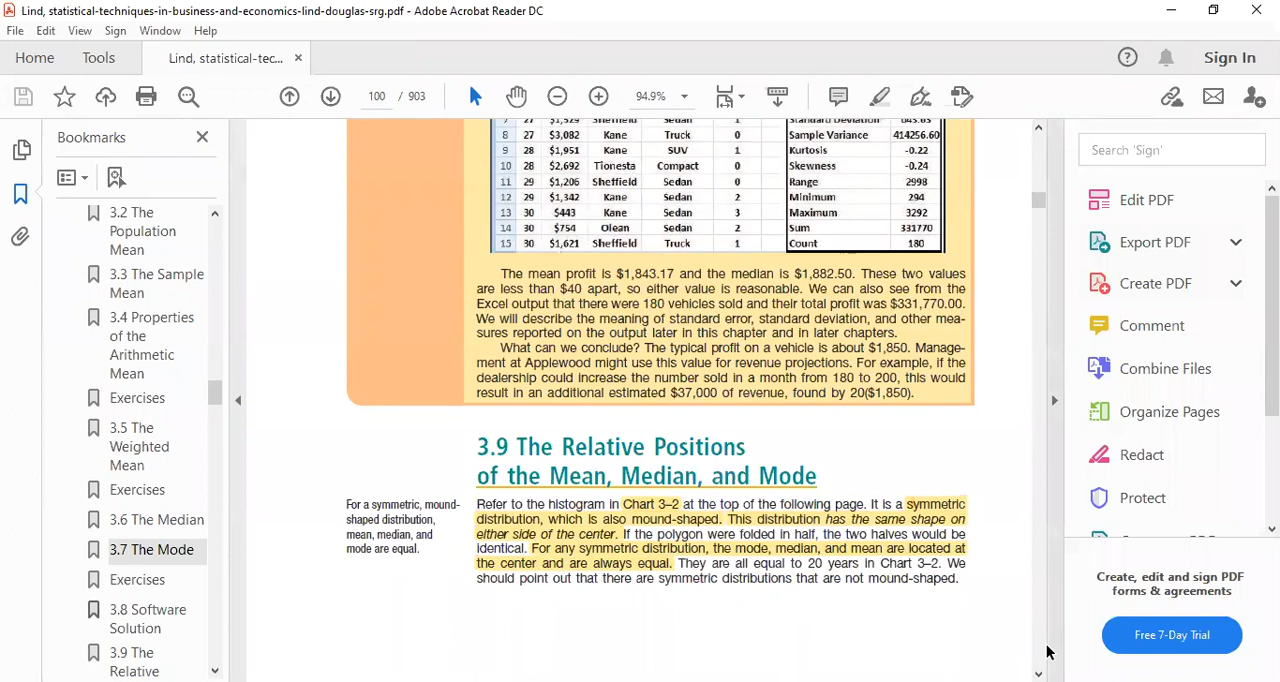 Lind, statistical-techniques-in-business-and-economics-lind-douglas-srg.pdf - Adobe Acrobat Reader DC
File Edit View Sign Window Help
Home Tools Lind, statistical-tec... × Sign In
100 / 903 94.9%
Bookmarks
3.2 The
Population
Mean
3.3 The Sample
Mean
3.4 Properties
of the
Arithmetic
Mean
Exercises
3.5 The
Weighted
Mean
Exercises
3.6 The Median
3.7 The Mode
Exercises
3.8 Software
Solution
3.9 The
Relative
7 27 $1,529 Sheffield Sedan 1 Standard Deviation 643.63
8 27 $3,082 Kane Truck 0 Sample Variance 414256.60
9 28 $1,951 Kane SUV 1 Kurtosis -0.22
10 28 $2,692 Tionesta Compact 0 Skewness -0.24
11 29 $1,206 Sheffield Sedan 0 Range 2998
12 29 $1,342 Kane Sedan 2 Minimum 294
13 30 $443 Kane Sedan 3 Maximum 3292
14 30 $754 Olean Sedan 2 Sum 331770
15 30 $1,621 Sheffield Truck 1 Count 180
The mean profit is $1,843.17 and the median is $1,882.50. These two values
are less than $40 apart, so either value is reasonable. We can also see from the
Excel output that there were 180 vehicles sold and their total profit was $331,770.00.
We will describe the meaning of standard error, standard deviation, and other mea-
sures reported on the output later in this chapter and in later chapters.
What can we conclude? The typical profit on a vehicle is about $1,850. Manage-
ment at Applewood might use this value for revenue projections. For example, if the
dealership could increase the number sold in a month from 180 to 200, this would
result in an additional estimated $37,000 of revenue, found by 20($1,850).
3.9 The Relative Positions
of the Mean, Median, and Mode
For a symmetric, mound-
shaped distribution,
mean, median, and
mode are equal.
Refer to the histogram in Chart 3–2 at the top of the following page. It is a symmetric
distribution, which is also mound-shaped. This distribution has the same shape on
either side of the center. If the polygon were folded in half, the two halves would be
identical. For any symmetric distribution, the mode, median, and mean are located at
the center and are always equal. They are all equal to 20 years in Chart 3–2. We
should point out that there are symmetric distributions that are not mound-shaped.
Search 'Sign'
Edit PDF
Export PDF
Create PDF
Comment
Combine Files
Organize Pages
Redact
Protect
Create, edit and sign PDF
forms & agreements
Free 7-Day Trial